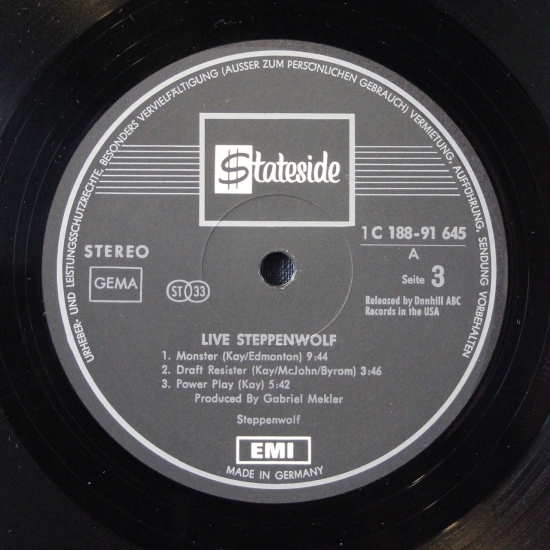 URHEBER- UND LEISTUNGSSCHUTZRECHTE, BESONDERS VERVIELFÄLTIGUNG (AUSSER ZUM PERSÖNLICHEN GEBRAUCH) VERMIETUNG, AUFFÜHRUNG, SENDUNG VORBEHALTEN
$tateside
STEREO
1 C 188-91 645
A
GEMA
ST 33
Seite 3
Released by Dnnhill ABC
Records in the USA
LIVE STEPPENWOLF
1. Monster (Kay/Edmonton) 9:44
2. Draft Resister (Kay/McJohn/Byrom) 3:46
3. Power Play (Kay) 5:42
Produced By Gabriel Mekler
Steppenwolf
EMI
MADE IN GERMANY